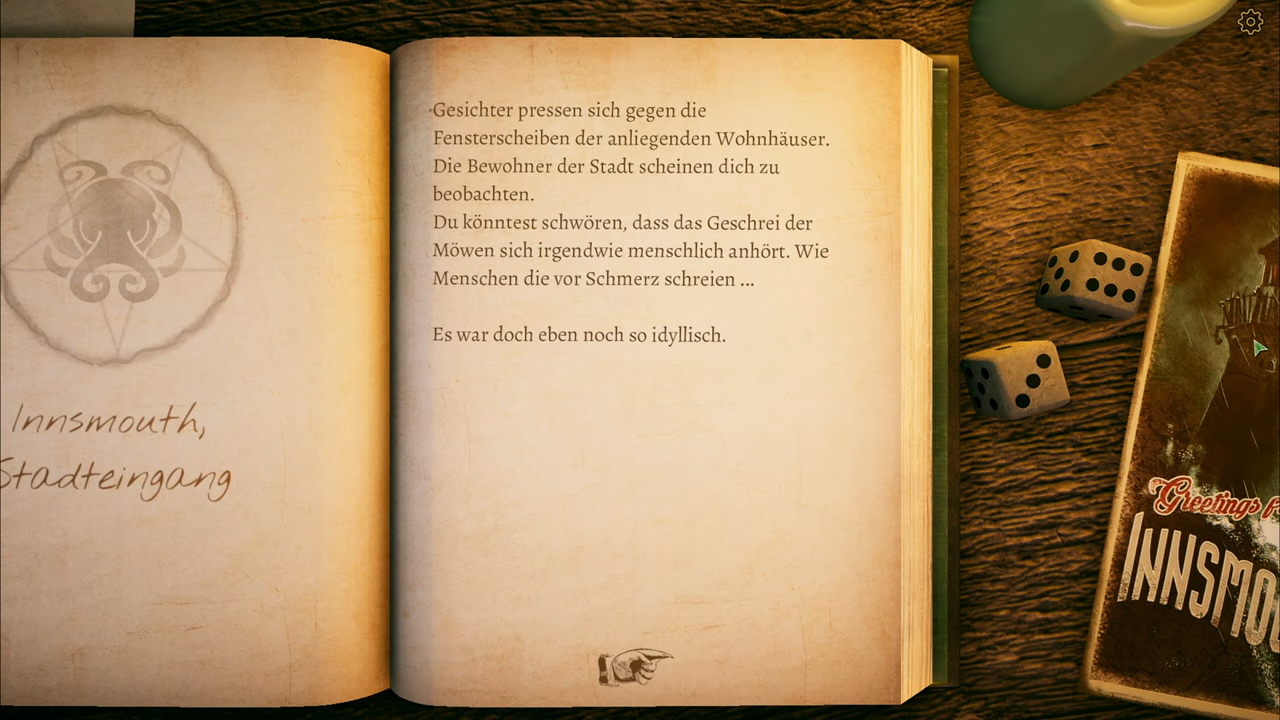 Innsmouth,
Stadteingang
Gesichter pressen sich gegen die
Fensterscheiben der anliegenden Wohnhäuser.
Die Bewohner der Stadt scheinen dich zu
beobachten.
Du könntest schwören, dass das Geschrei der
Möwen sich irgendwie menschlich anhört. Wie
Menschen die vor Schmerz schreien ...
Es war doch eben noch so idyllisch.
Greetings f
INNSMO